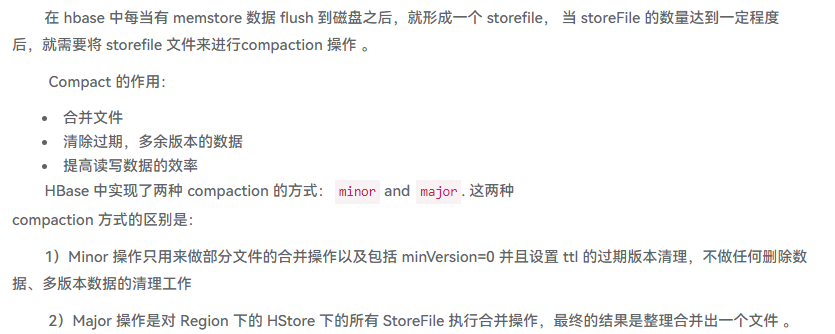 在 hbase 中每当有 memstore 数据 flush 到磁盘之后，就形成一个 storefile， 当 storeFile 的数量达到一定程度
后，就需要将 storefile 文件来进行compaction 操作 。
Compact 的作用：
• 合并文件
• 清除过期，多余版本的数据
• 提高读写数据的效率
HBase 中实现了两种 compaction 的方式： minor and major. 这两种
compaction 方式的区别是：
1）Minor 操作只用来做部分文件的合并操作以及包括 minVersion=0 并且设置 ttl 的过期版本清理，不做任何删除数
据、多版本数据的清理工作
2）Major 操作是对 Region 下的 HStore 下的所有 StoreFile 执行合并操作，最终的结果是整理合并出一个文件 。